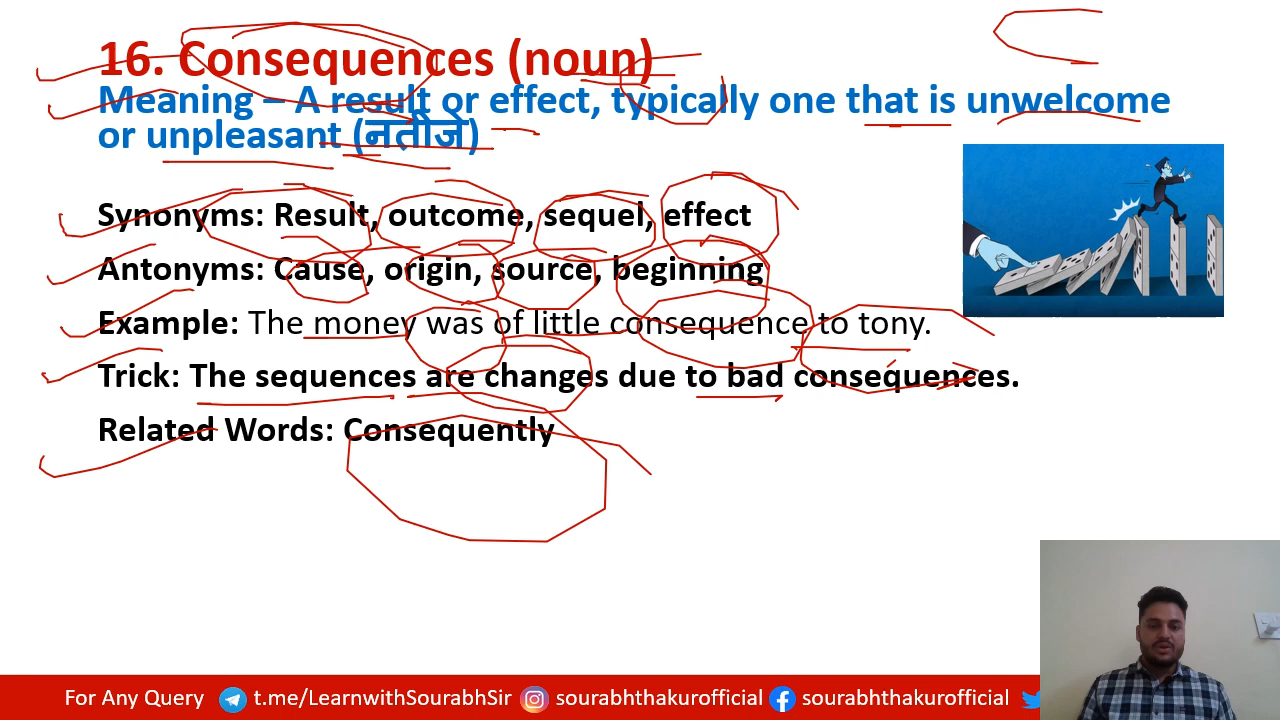 16. Consequences (noun)
Meaning – A result or effect, typically one that is unwelcome
or unpleasant (नतीजे)
Synonyms: Result, outcome, sequel, effect
Antonyms: Cause, origin, source, beginning
Example: The money was of little consequence to tony.
Trick: The sequences are changes due to bad consequences.
Related Words: Consequently
For Any Query t.me/LearnwithSourabhSir sourabhthakurofficial sourabhthakurofficial